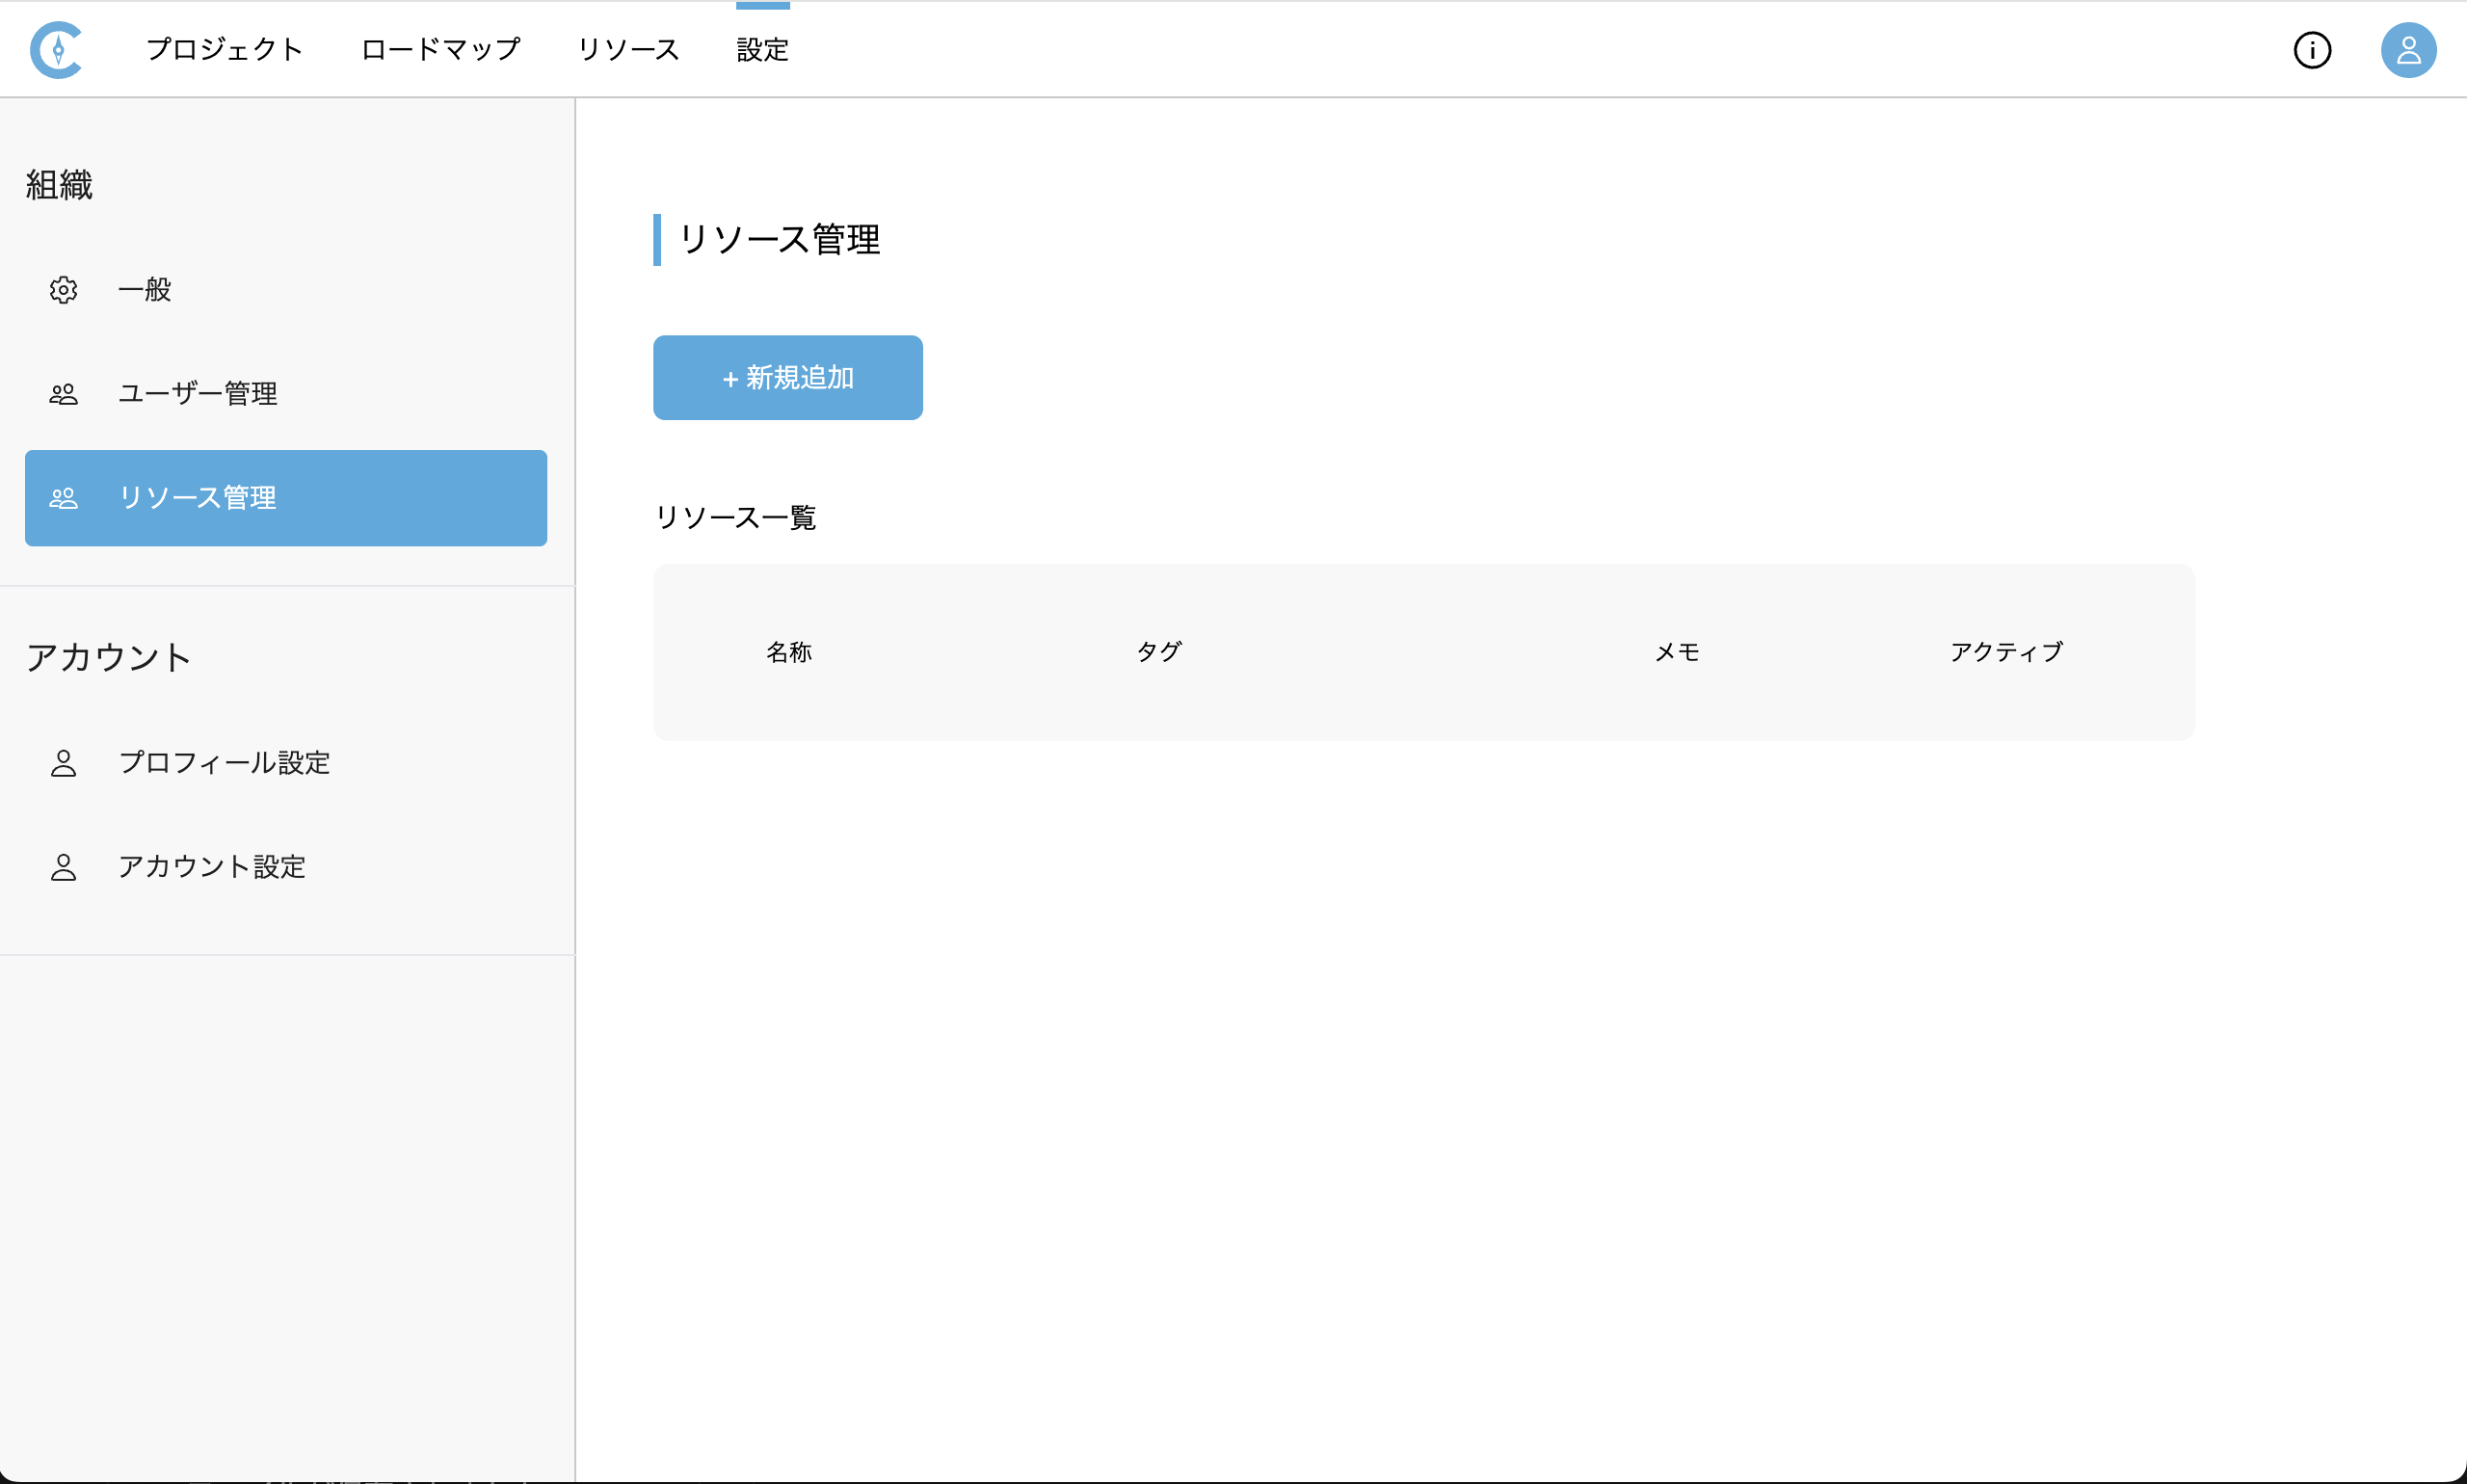 プロジェクト ロードマップ リソース 設定
組織
一般
ユーザー管理
リソース管理
アカウント
プロフィール設定
アカウント設定
リソース管理
+ 新規追加
リソース一覧
名称 タグ メモ アクティブ